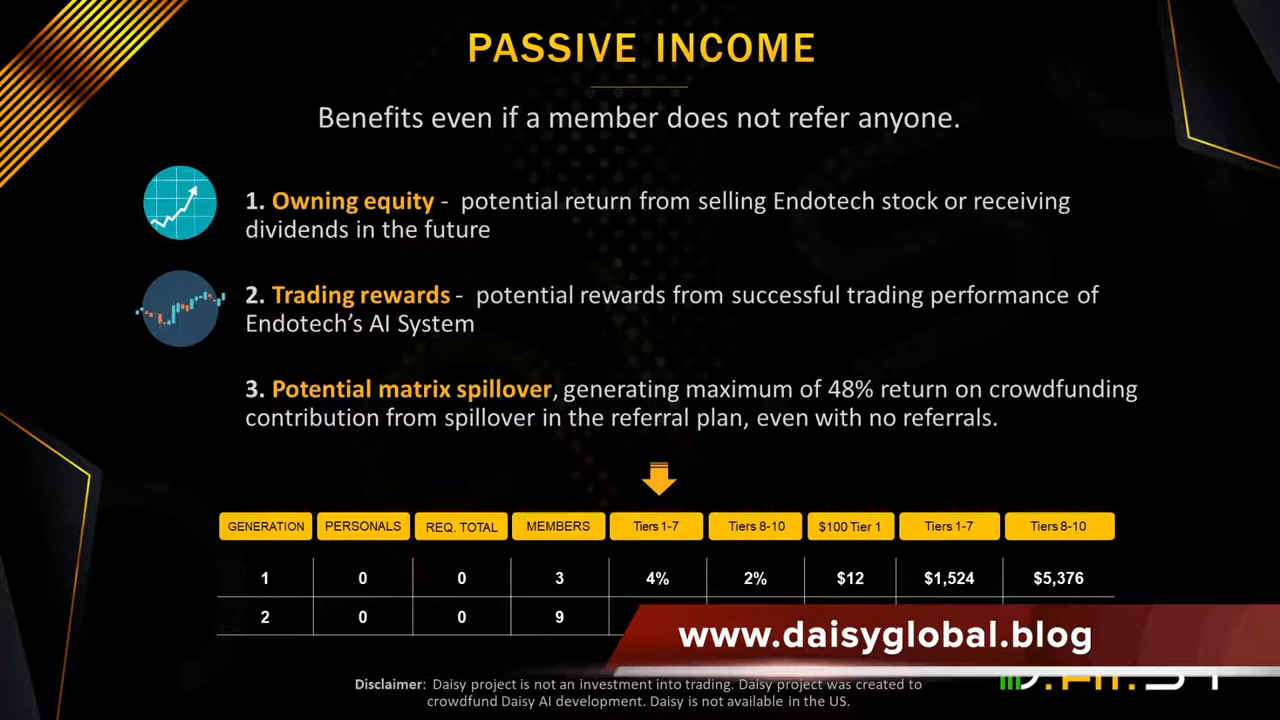 PASSIVE INCOME
Benefits even if a member does not refer anyone.
1. Owning equity - potential return from selling Endotech stock or receiving
dividends in the future
2. Trading rewards - potential rewards from successful trading performance of
Endotech’s AI System
3. Potential matrix spillover, generating maximum of 48% return on crowdfunding
contribution from spillover in the referral plan, even with no referrals.
GENERATION PERSONALS REQ. TOTAL MEMBERS Tiers 1-7 Tiers 8-10 $100 Tier 1 Tiers 1-7 Tiers 8-10
1 0 0 3 4% 2% $12 $1,524 $5,376
2 0 0 9
www.daisyglobal.blog
Disclaimer: Daisy project is not an investment into trading. Daisy project was created to
crowdfund Daisy AI development. Daisy is not available in the US.